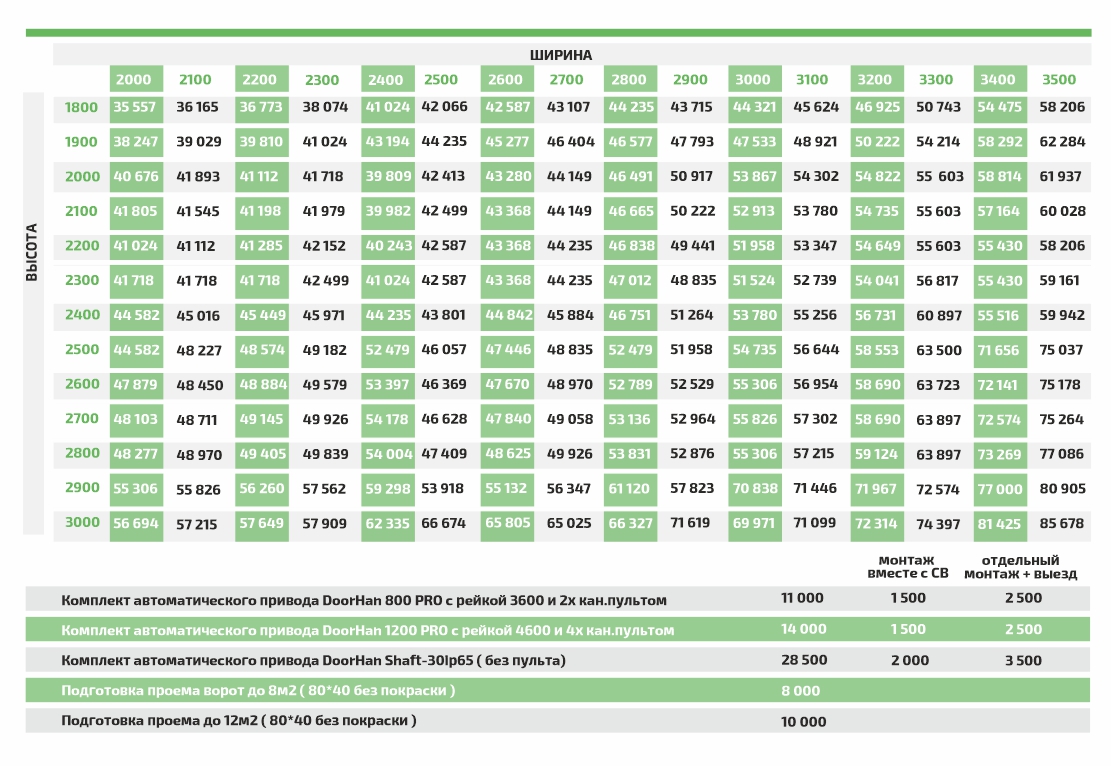 ШИРИНА
2000 2100 2200 2300 2400 2500 2600 2700 2800 2900 3000 3100 3200 3300 3400 3500
ВЫСОТА
1800 35 557 36 165 36 773 38 074 41 024 42 066 42 587 43 107 44 235 43 715 44 321 45 624 46 925 50 743 54 475 58 206
1900 38 247 39 029 39 810 41 024 43 194 44 235 45 277 46 404 46 577 47 793 47 533 48 921 50 222 54 214 58 292 62 284
2000 40 676 41 893 41 112 41 718 39 809 42 413 43 280 44 149 46 491 50 917 53 867 54 302 54 822 55 603 58 814 61 937
2100 41 805 41 545 41 198 41 979 39 982 42 499 43 368 44 149 46 665 50 222 52 913 53 780 54 735 55 603 57 164 60 028
2200 41 024 41 112 41 285 42 152 40 243 42 587 43 368 44 235 46 838 49 441 51 958 53 347 54 649 55 603 55 430 58 206
2300 41 718 41 718 41 718 42 499 41 024 42 587 43 368 44 235 47 012 48 835 51 524 52 739 54 041 56 817 55 430 59 161
2400 44 582 45 016 45 449 45 971 44 235 43 801 44 842 45 884 46 751 51 264 53 780 55 256 56 731 60 897 55 516 59 942
2500 44 582 48 227 48 574 49 182 52 479 46 057 47 446 48 835 52 479 51 958 54 735 56 644 58 553 63 500 71 656 75 037
2600 47 879 48 450 48 884 49 579 53 397 46 369 47 670 48 970 52 789 52 529 55 306 56 954 58 690 63 723 72 141 75 178
2700 48 103 48 711 49 145 49 926 54 178 46 628 47 840 49 058 53 136 52 964 55 826 57 302 58 690 63 897 72 574 75 264
2800 48 277 48 970 49 405 49 839 54 004 47 409 48 625 49 926 53 831 52 876 55 306 57 215 59 124 63 897 73 269 77 086
2900 55 306 55 826 56 260 57 562 59 298 53 918 55 132 56 347 61 120 57 823 70 838 71 446 71 967 72 574 77 000 80 905
3000 56 694 57 215 57 649 57 909 62 335 66 674 65 805 65 025 66 327 71 619 69 971 71 099 72 314 74 397 81 425 85 678
монтаж отдельный
вместе с СВ монтаж + выезд
Комплект автоматического привода DoorHan 800 PRO с рейкой 3600 и 2х кан.пультом 11 000 1 500 2 500
Комплект автоматического привода DoorHan 1200 PRO с рейкой 4600 и 4х кан.пультом 14 000 1 500 2 500
Комплект автоматического привода DoorHan Shaft-30Ip65 ( без пульта) 28 500 2 000 3 500
Подготовка проема ворот до 8м2 ( 80*40 без покраски ) 8 000
Подготовка проема до 12м2 ( 80*40 без покраски ) 10 000